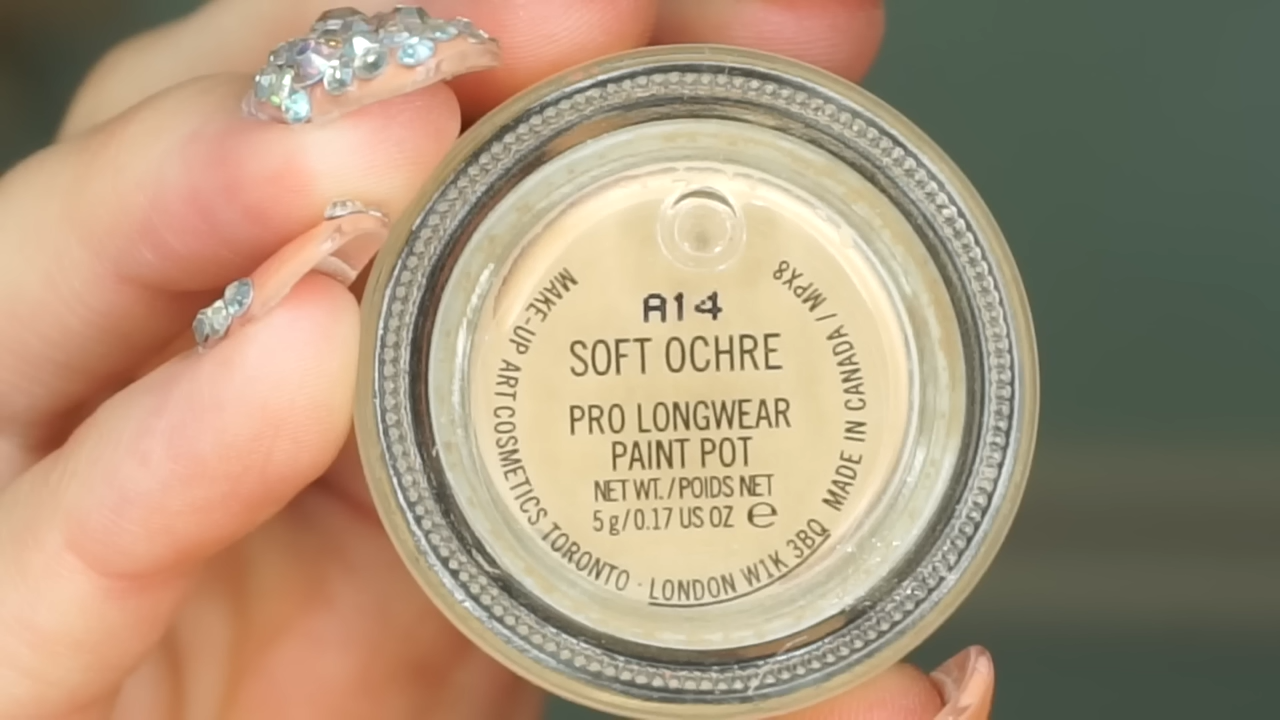 A14
SOFT OCHRE
PRO LONGWEAR
PAINT POT
NET WT./POIDS NET
5 g/0.17 US OZ e
MAKE-UP ART COSMETICS TORONTO · LONDON W1K 3BQ MADE IN CANADA / MPX8